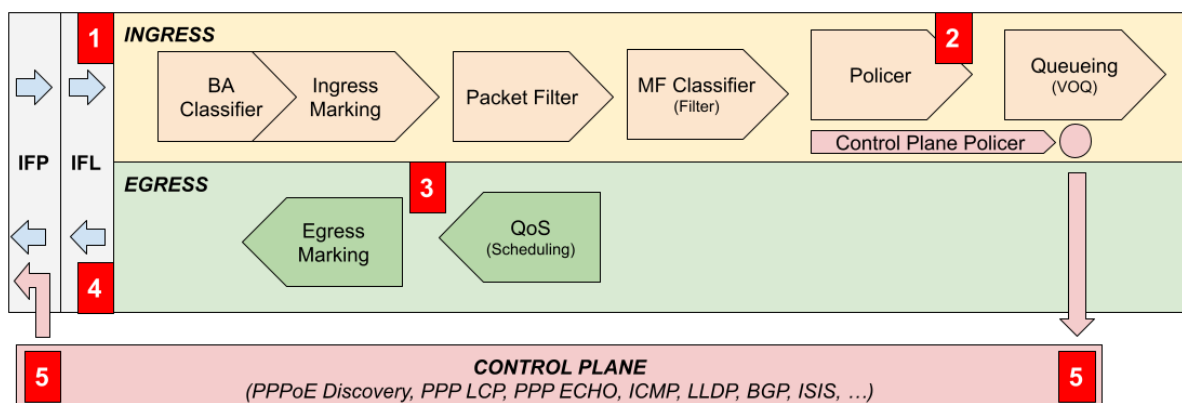 1
INGRESS
2
BA
Classifier
Ingress
Marking
Packet Filter
MF Classifier
(Filter)
Policer
Queueing
(VOQ)
Control Plane Policer
IFP
IFL
EGRESS
3
Egress
Marking
QoS
(Scheduling)
4
5
CONTROL PLANE
(PPPoE Discovery, PPP LCP, PPP ECHO, ICMP, LLDP, BGP, ISIS, …)
5